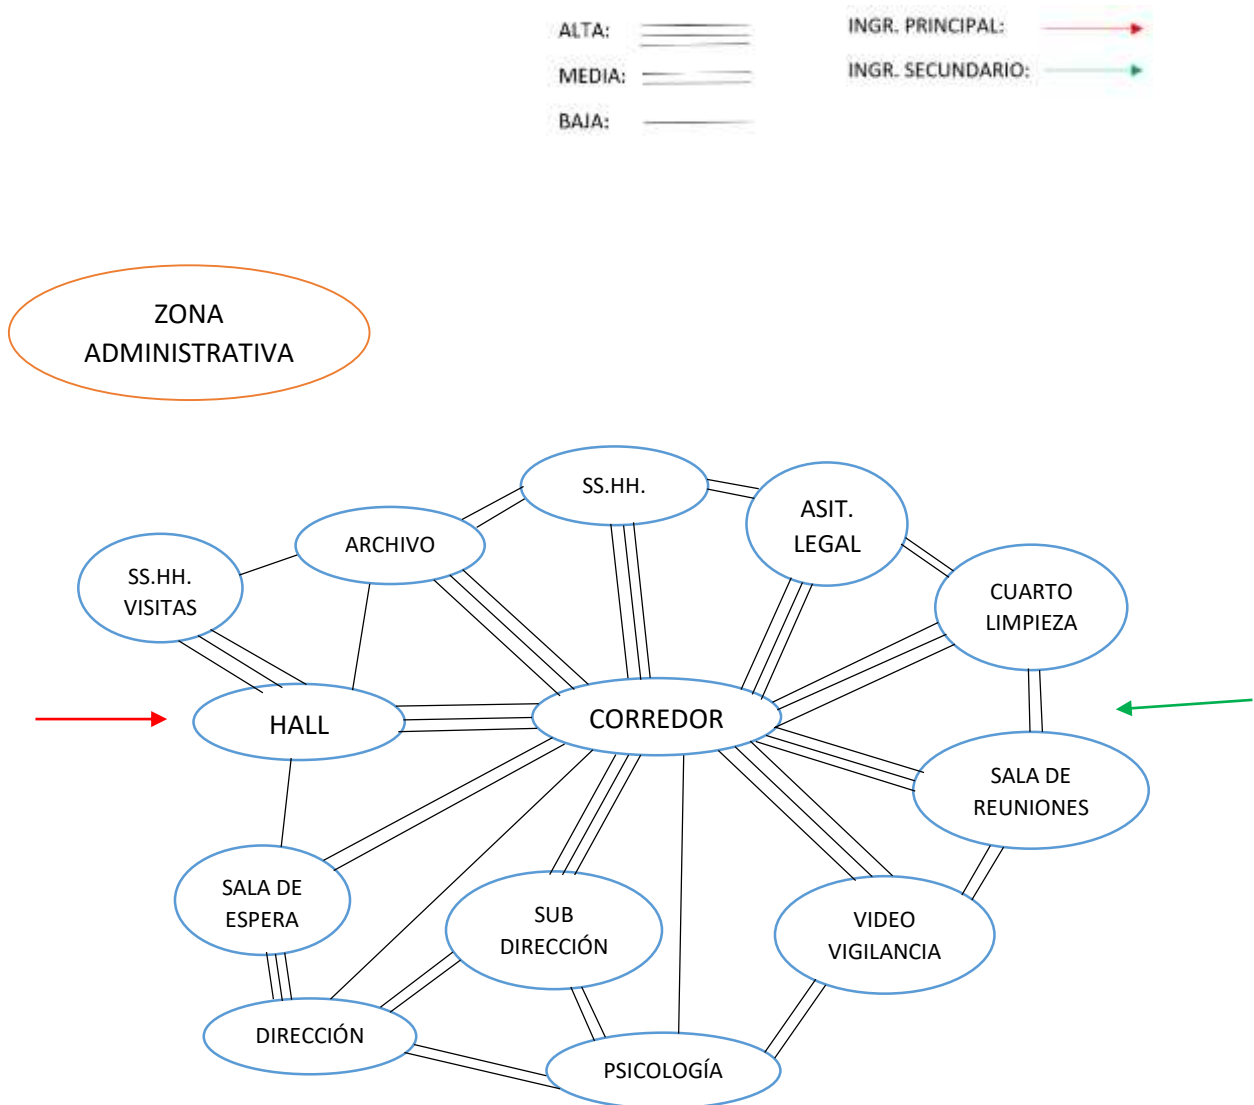 ALTA:
MEDIA:
BAJA:
INGR. PRINCIPAL:
INGR. SECUNDARIO:
ZONA
ADMINISTRATIVA
SS.HH.
ASIT.
LEGAL
ARCHIVO
SS.HH.
VISITAS
CUARTO
LIMPIEZA
HALL
CORREDOR
SALA DE
REUNIONES
SALA DE
ESPERA
SUB
DIRECCIÓN
VIDEO
VIGILANCIA
DIRECCIÓN
PSICOLOGÍA